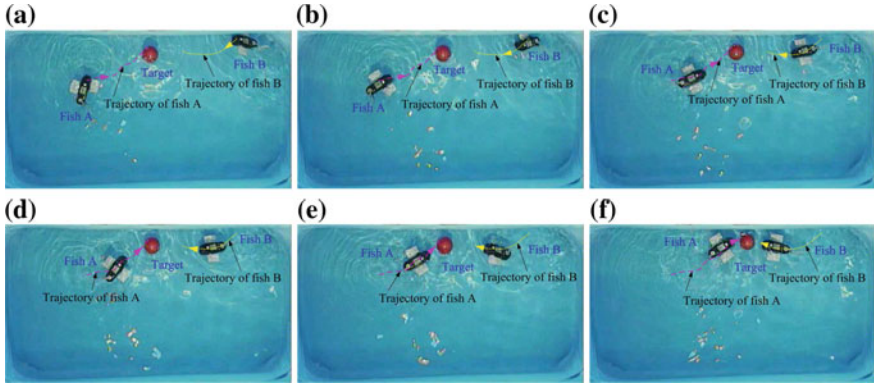 (a)
Fish B
Target
Fish A
Trajectory of fish A
Trajectory of fish B
(b)
Fish B
Target
Fish A
Trajectory of fish A
Trajectory of fish B
(c)
Fish B
Fish A
Target
Trajectory of fish A
Trajectory of fish B
(d)
Fish B
Fish A
Target
Trajectory of fish B
Trajectory of fish A
(e)
Fish B
Fish A
Target
Trajectory of fish B
Trajectory of fish A
(f)
Fish A
Fish B
Target
Trajectory of fish B
Trajectory of fish A